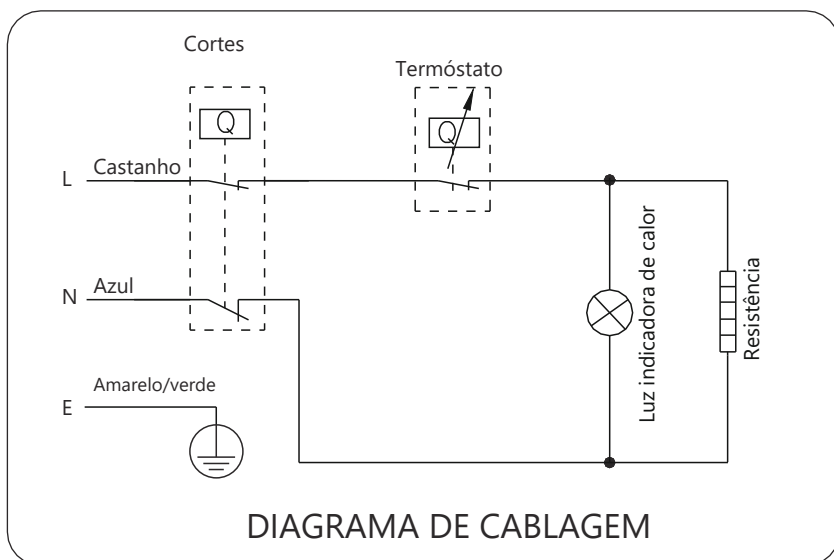 Cortes
Termóstato
Q
Q
L
Castanho
N
Azul
Amarelo/verde
E
Luz indicadora de calor
Resistência
DIAGRAMA DE CABLAGEM